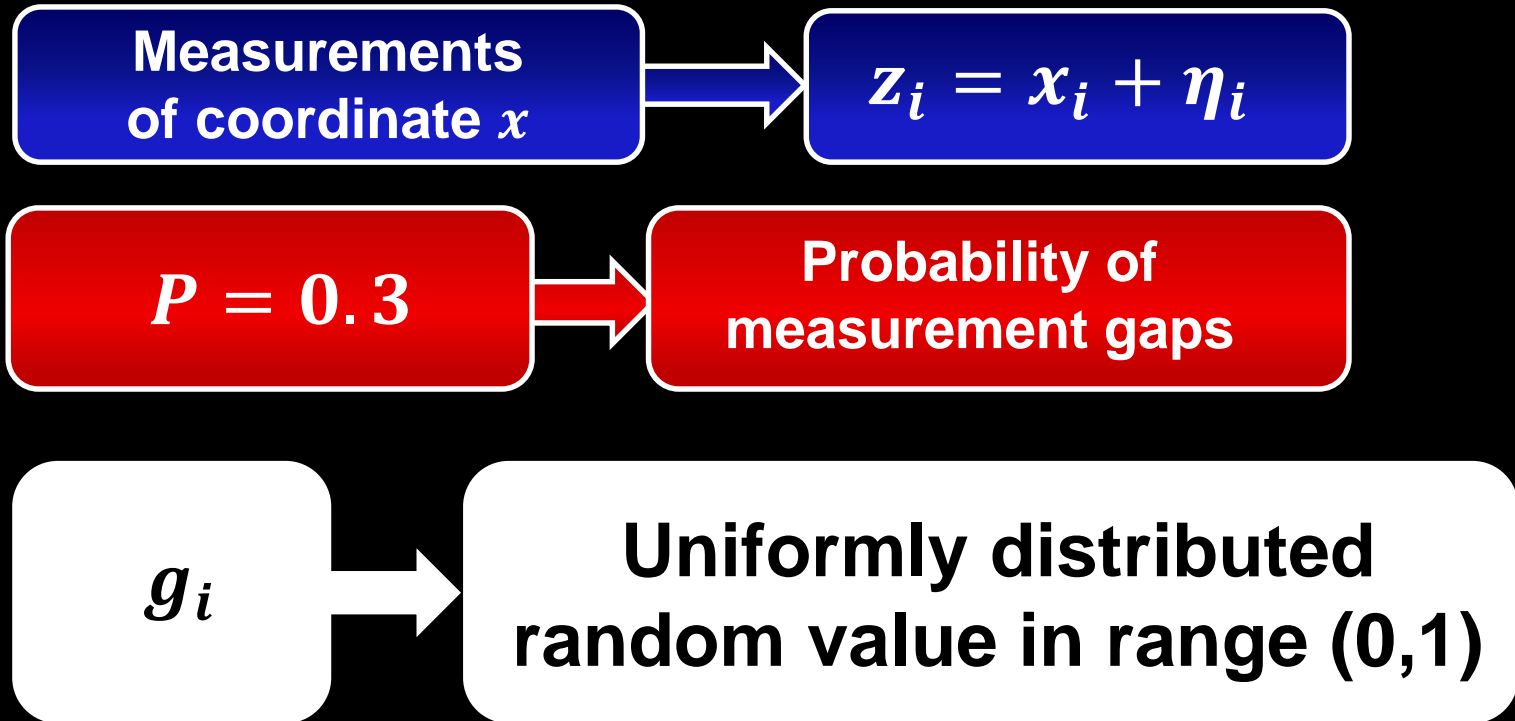 Measurements
of coordinate x
zᵢ = xᵢ + ηᵢ
P = 0.3
Probability of
measurement gaps
gᵢ
Uniformly distributed
random value in range (0,1)